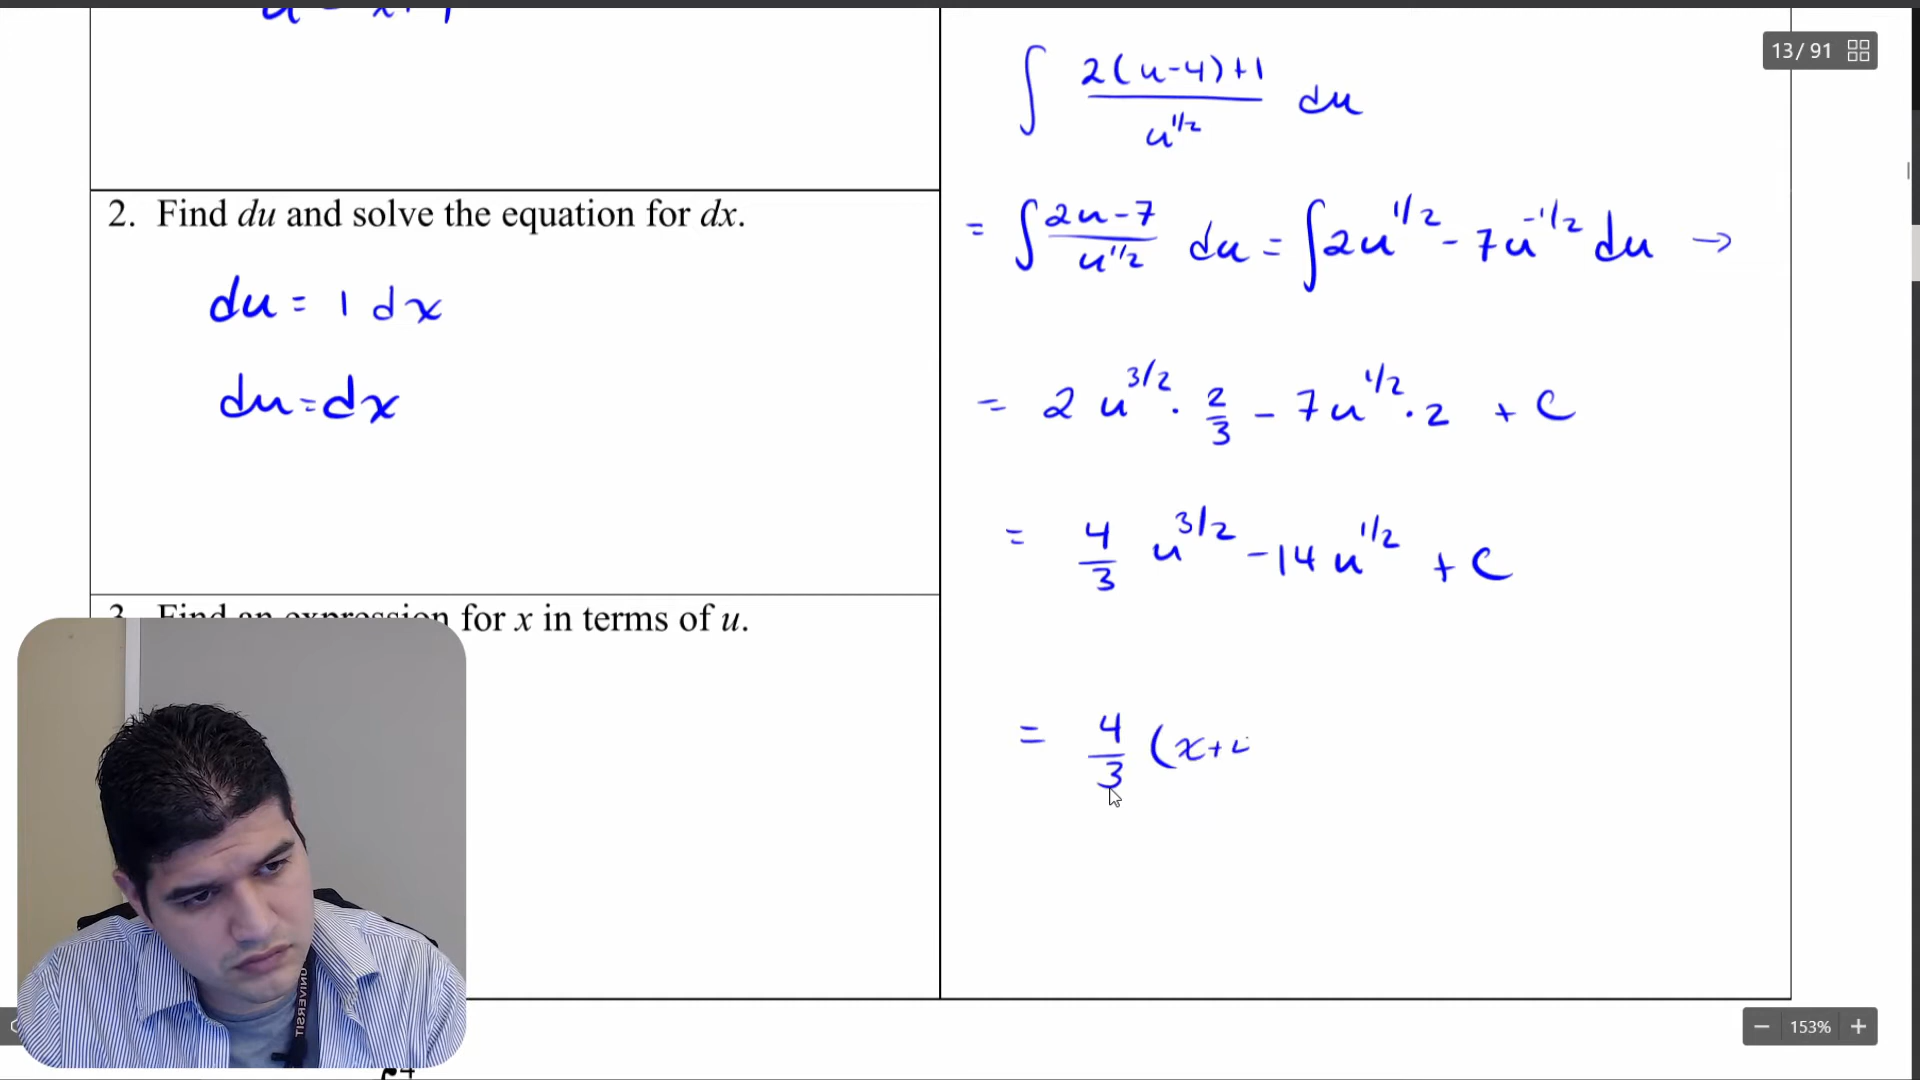 u = x+4
2. Find du and solve the equation for dx.
du = 1 dx
du = dx
3. Find an expression for x in terms of u.
∫ 2(u-4)+1 / u^1/2 du
= ∫ 2u-7 / u^1/2 du = ∫ 2u^1/2 - 7u^-1/2 du →
= 2 u^3/2 · 2/3 - 7u^1/2 · 2 + C
= 4/3 u^3/2 - 14 u^1/2 + C
= 4/3 (x+
13 / 91
153%
UNIVERSIT